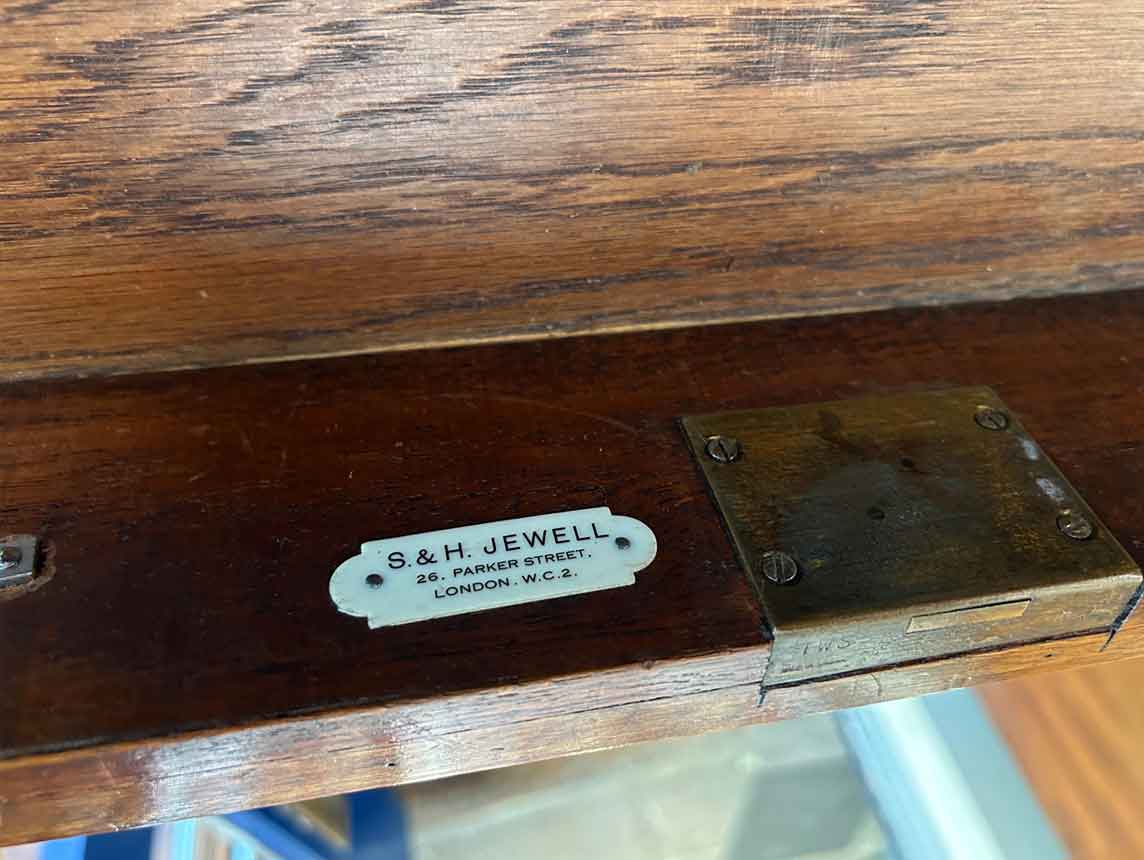 S. & H. JEWELL
26. PARKER STREET.
LONDON. W.C.2.